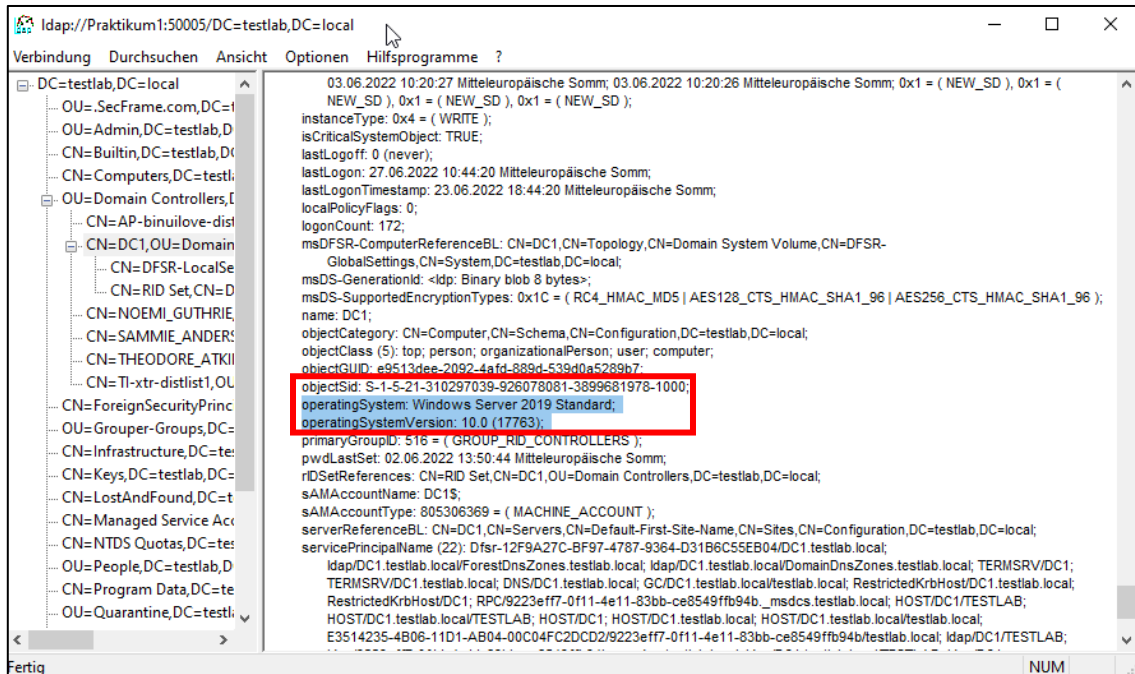 ldap://Praktikum1:50005/DC=testlab,DC=local
Verbindung Durchsuchen Ansicht Optionen Hilfsprogramme ?
DC=testlab,DC=local
OU=.SecFrame.com,DC=t
OU=Admin,DC=testlab,D
CN=Builtin,DC=testlab,D
CN=Computers,DC=testl
OU=Domain Controllers,D
CN=AP-binuilove-dist
CN=DC1,OU=Domain
CN=DFSR-LocalSe
CN=RID Set,CN=D
CN=NOEMI_GUTHRIE,
CN=SAMMIE_ANDERS
CN=THEODORE_ATKI
CN=TI-xtr-distlist1,OU
CN=ForeignSecurityPrinc
OU=Grouper-Groups,DC=
CN=Infrastructure,DC=tes
CN=Keys,DC=testlab,DC=
CN=LostAndFound,DC=t
CN=Managed Service Acc
CN=NTDS Quotas,DC=tes
OU=People,DC=testlab,D
CN=Program Data,DC=te
OU=Quarantine,DC=testl
03.06.2022 10:20:27 Mitteleuropäische Somm; 03.06.2022 10:20:26 Mitteleuropäische Somm; 0x1 = ( NEW_SD ), 0x1 = (
NEW_SD ), 0x1 = ( NEW_SD ), 0x1 = ( NEW_SD );
instanceType: 0x4 = ( WRITE );
isCriticalSystemObject: TRUE;
lastLogoff: 0 (never);
lastLogon: 27.06.2022 10:44:20 Mitteleuropäische Somm;
lastLogonTimestamp: 23.06.2022 18:44:20 Mitteleuropäische Somm;
localPolicyFlags: 0;
logonCount: 172;
msDFSR-ComputerReferenceBL: CN=DC1,CN=Topology,CN=Domain System Volume,CN=DFSR-
GlobalSettings,CN=System,DC=testlab,DC=local;
msDS-GenerationId: <ldp: Binary blob 8 bytes>;
msDS-SupportedEncryptionTypes: 0x1C = ( RC4_HMAC_MD5 | AES128_CTS_HMAC_SHA1_96 | AES256_CTS_HMAC_SHA1_96 );
name: DC1;
objectCategory: CN=Computer,CN=Schema,CN=Configuration,DC=testlab,DC=local;
objectClass (5): top; person; organizationalPerson; user; computer;
objectGUID: e9513dee-2092-4afd-889d-539d0a5289b7;
objectSid: S-1-5-21-310297039-926078081-3899681978-1000;
operatingSystem: Windows Server 2019 Standard;
operatingSystemVersion: 10.0 (17763);
primaryGroupID: 516 = ( GROUP_RID_CONTROLLERS );
pwdLastSet: 02.06.2022 13:50:44 Mitteleuropäische Somm;
rIDSetReferences: CN=RID Set,CN=DC1,OU=Domain Controllers,DC=testlab,DC=local;
sAMAccountName: DC1$;
sAMAccountType: 805306369 = ( MACHINE_ACCOUNT );
serverReferenceBL: CN=DC1,CN=Servers,CN=Default-First-Site-Name,CN=Sites,CN=Configuration,DC=testlab,DC=local;
servicePrincipalName (22): Dfsr-12F9A27C-BF97-4787-9364-D31B6C55EB04/DC1.testlab.local;
ldap/DC1.testlab.local/ForestDnsZones.testlab.local; ldap/DC1.testlab.local/DomainDnsZones.testlab.local; TERMSRV/DC1;
TERMSRV/DC1.testlab.local; DNS/DC1.testlab.local; GC/DC1.testlab.local/testlab.local; RestrictedKrbHost/DC1.testlab.local;
RestrictedKrbHost/DC1; RPC/9223eff7-0f11-4e11-83bb-ce8549ffb94b._msdcs.testlab.local; HOST/DC1/TESTLAB;
HOST/DC1.testlab.local/TESTLAB; HOST/DC1; HOST/DC1.testlab.local; HOST/DC1.testlab.local/testlab.local;
E3514235-4B06-11D1-AB04-00C04FC2DCD2/9223eff7-0f11-4e11-83bb-ce8549ffb94b/testlab.local; ldap/DC1/TESTLAB;
Fertig
NUM